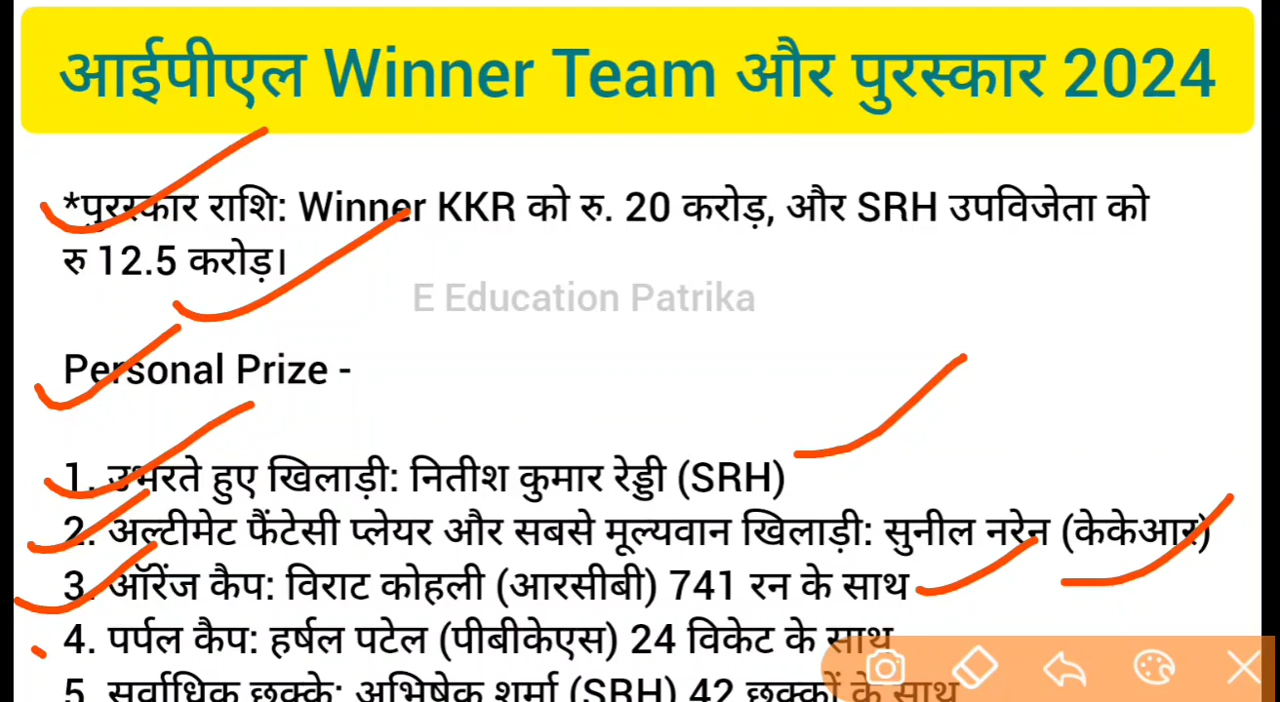 आईपीएल Winner Team और पुरस्कार 2024
*पुरस्कार राशि: Winner KKR को रु. 20 करोड़, और SRH उपविजेता को
रु 12.5 करोड़।
E Education Patrika
Personal Prize -
1. उभरते हुए खिलाड़ी: नितीश कुमार रेड्डी (SRH)
2. अल्टीमेट फैंटेसी प्लेयर और सबसे मूल्यवान खिलाड़ी: सुनील नरेन (केकेआर)
3. ऑरेंज कैप: विराट कोहली (आरसीबी) 741 रन के साथ
4. पर्पल कैप: हर्षल पटेल (पीबीकेएस) 24 विकेट के साथ
5. सर्वाधिक छक्के: अभिषेक शर्मा (SRH) 42 छक्कों के साथ